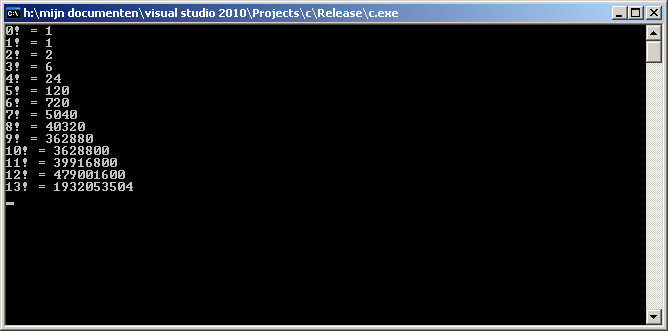 h:\mijn documenten\visual studio 2010\Projects\c\Release\c.exe
0! = 1
1! = 1
2! = 2
3! = 6
4! = 24
5! = 120
6! = 720
7! = 5040
8! = 40320
9! = 362880
10! = 3628800
11! = 39916800
12! = 479001600
13! = 1932053504